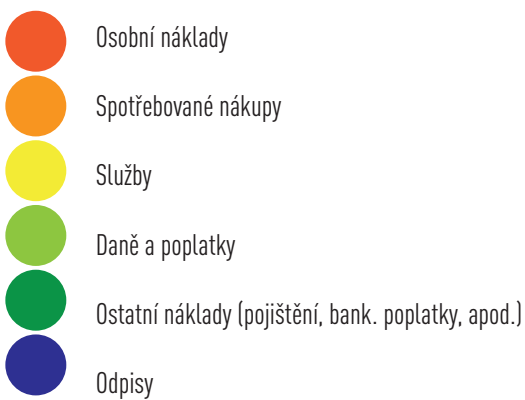 Osobní náklady
Spotřebované nákupy
Služby
Daně a poplatky
Ostatní náklady (pojištění, bank. poplatky, apod.)
Odpisy